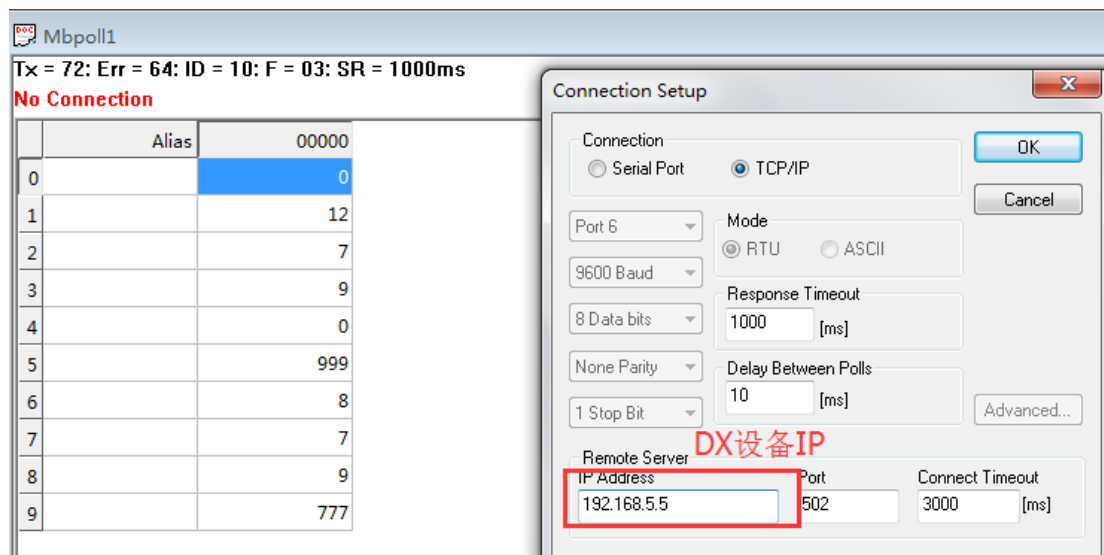 Mbpoll1
Tx = 72: Err = 64: ID = 10: F = 03: SR = 1000ms
No Connection
Alias 00000
0 0
1 12
2 7
3 9
4 0
5 999
6 8
7 7
8 9
9 777
Connection Setup
Connection
Serial Port TCP/IP
OK
Cancel
Port 6
9600 Baud
8 Data bits
None Parity
1 Stop Bit
Mode
RTU ASCII
Response Timeout
1000 [ms]
Delay Between Polls
10 [ms]
Advanced...
DX设备IP
Remote Server
IP Address Port Connect Timeout
192.168.5.5 502 3000 [ms]